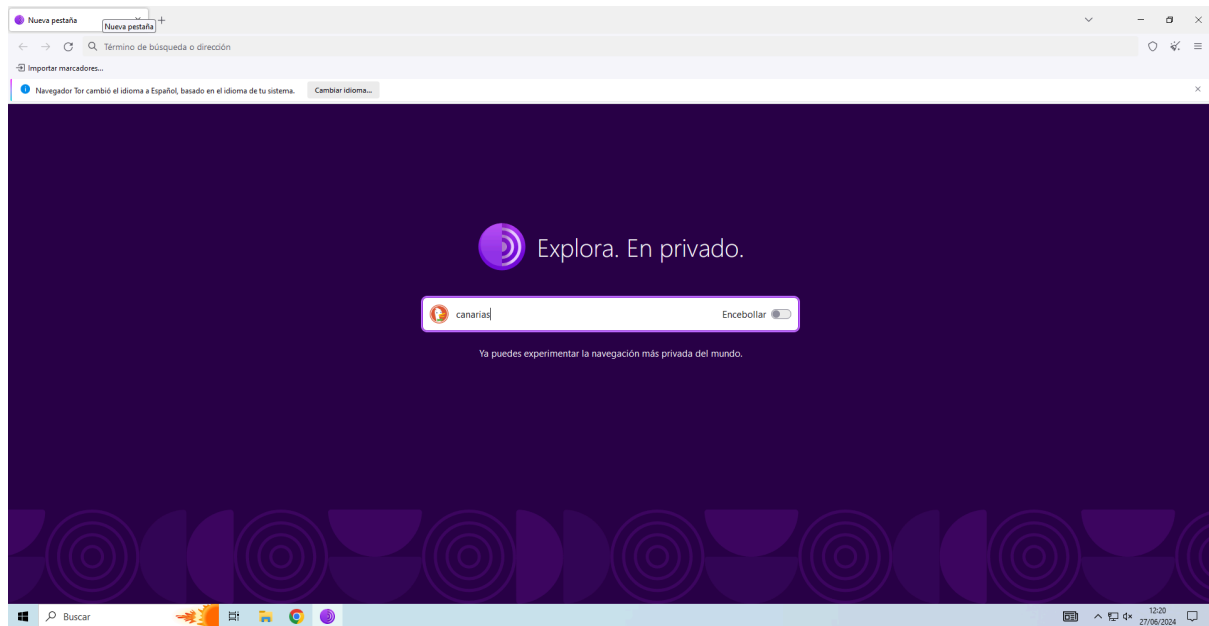 Nueva pestaña
Nueva pestaña
Término de búsqueda o dirección
Importar marcadores...
Navegador Tor cambió el idioma a Español, basado en el idioma de tu sistema. Cambiar idioma...
Explora. En privado.
canarias Encebollar
Ya puedes experimentar la navegación más privada del mundo.
Buscar
12:20
27/06/2024